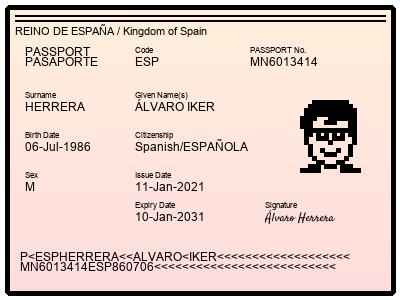 REINO DE ESPAÑA / Kingdom of Spain
PASSPORT
PASAPORTE
Code
ESP
PASSPORT No.
MN6013414
Surname
HERRERA
Given Name(s)
ÁLVARO IKER
Birth Date
06-Jul-1986
Citizenship
Spanish/ESPAÑOLA
Sex
M
Issue Date
11-Jan-2021
Expiry Date
10-Jan-2031
Signature
Álvaro Herrera
P<ESPHERRERA<<ALVARO<IKER<<<<<<<<<<<<<<<<<<<
MN6013414ESP860706<<<<<<<<<<<<<<<<<<<<<<<<<<